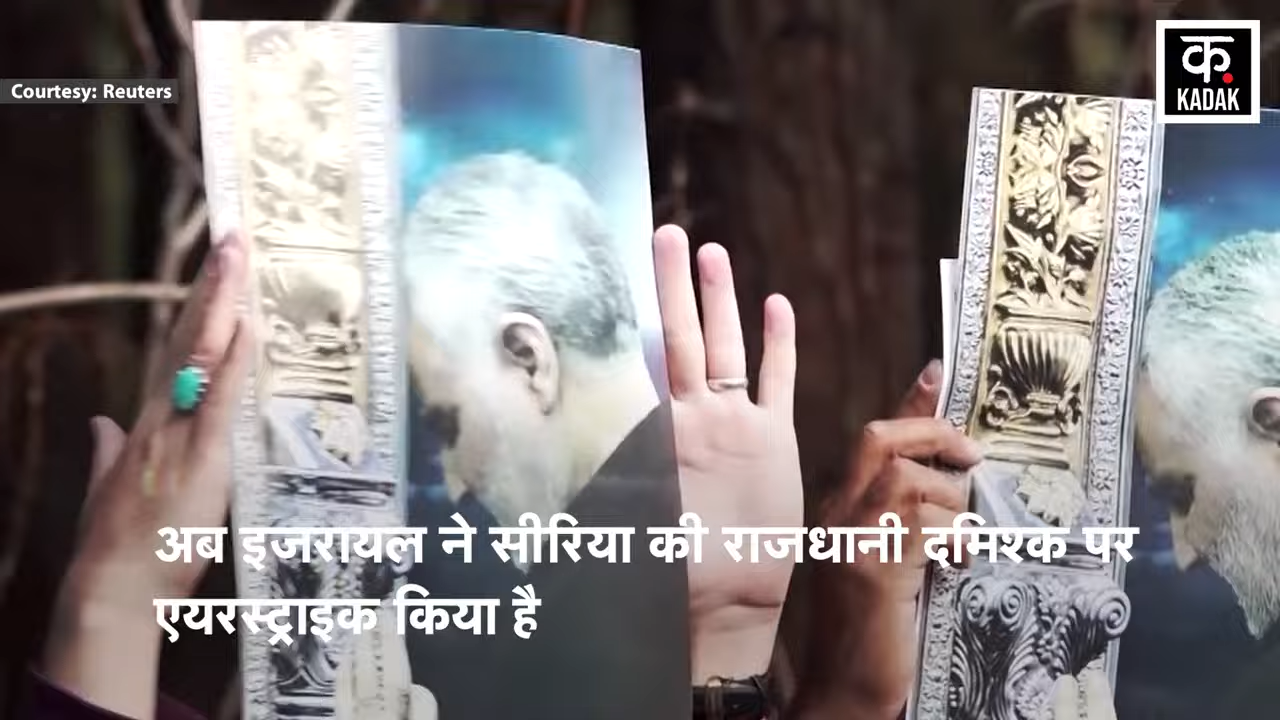 Courtesy: Reuters
क.
KADAK
अब इजरायल ने सीरिया की राजधानी दमिश्क पर
एयरस्ट्राइक किया है